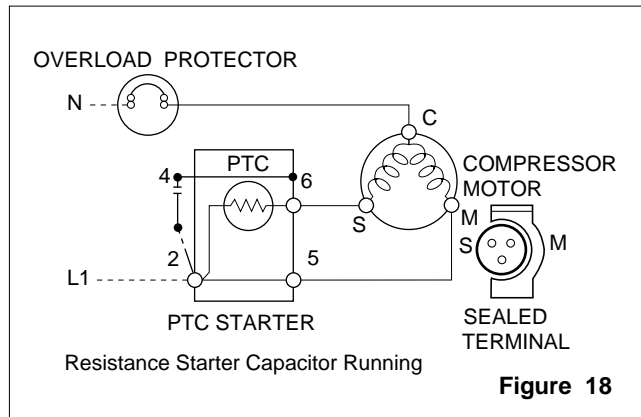 OVERLOAD PROTECTOR
N
C
PTC
4
6
COMPRESSOR
MOTOR
S
M
S
M
2
5
L1
PTC STARTER
SEALED
TERMINAL
Resistance Starter Capacitor Running
Figure 18